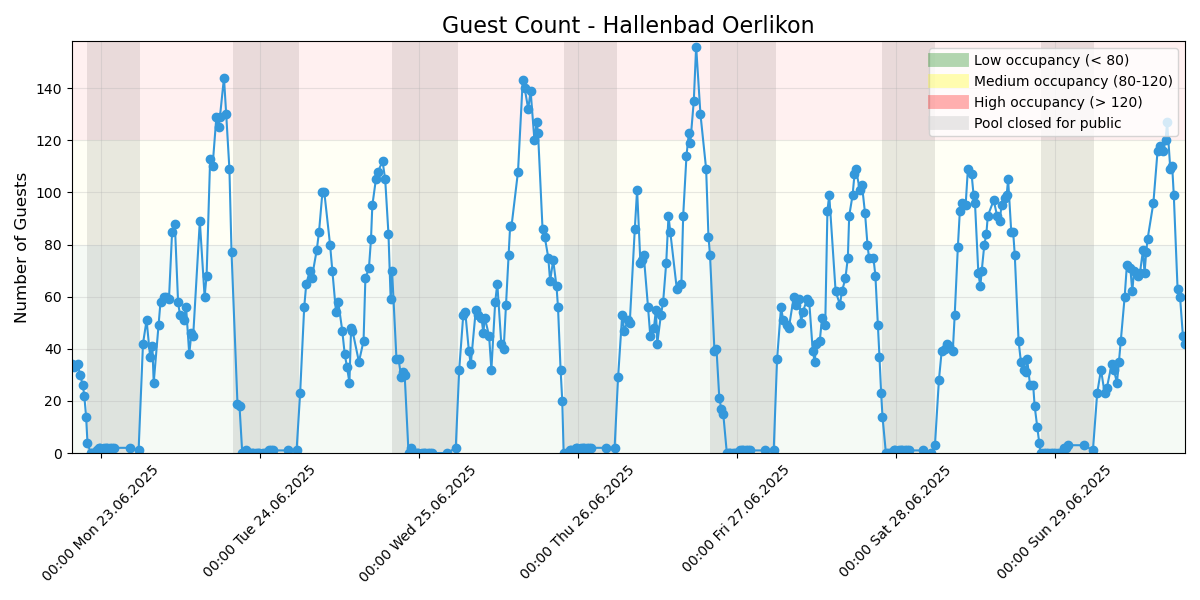 Guest Count - Hallenbad Oerlikon
Low occupancy (< 80)
Medium occupancy (80-120)
High occupancy (> 120)
Pool closed for public
Number of Guests
140
120
100
80
60
40
20
0
00:00 Mon 23.06.2025
00:00 Tue 24.06.2025
00:00 Wed 25.06.2025
00:00 Thu 26.06.2025
00:00 Fri 27.06.2025
00:00 Sat 28.06.2025
00:00 Sun 29.06.2025